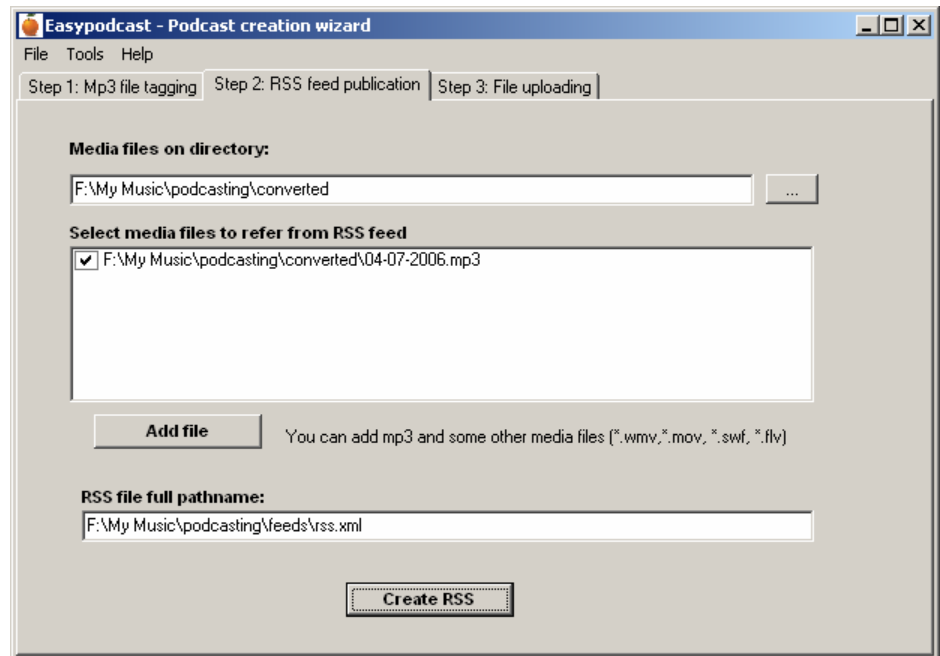 Easypodcast - Podcast creation wizard
File Tools Help
Step 1: Mp3 file tagging Step 2: RSS feed publication Step 3: File uploading
Media files on directory:
F:\My Music\podcasting\converted ...
Select media files to refer from RSS feed
F:\My Music\podcasting\converted\04-07-2006.mp3
Add file You can add mp3 and some other media files (*.wmv,*.mov, *.swf, *.flv)
RSS file full pathname:
F:\My Music\podcasting\feeds\rss.xml
Create RSS